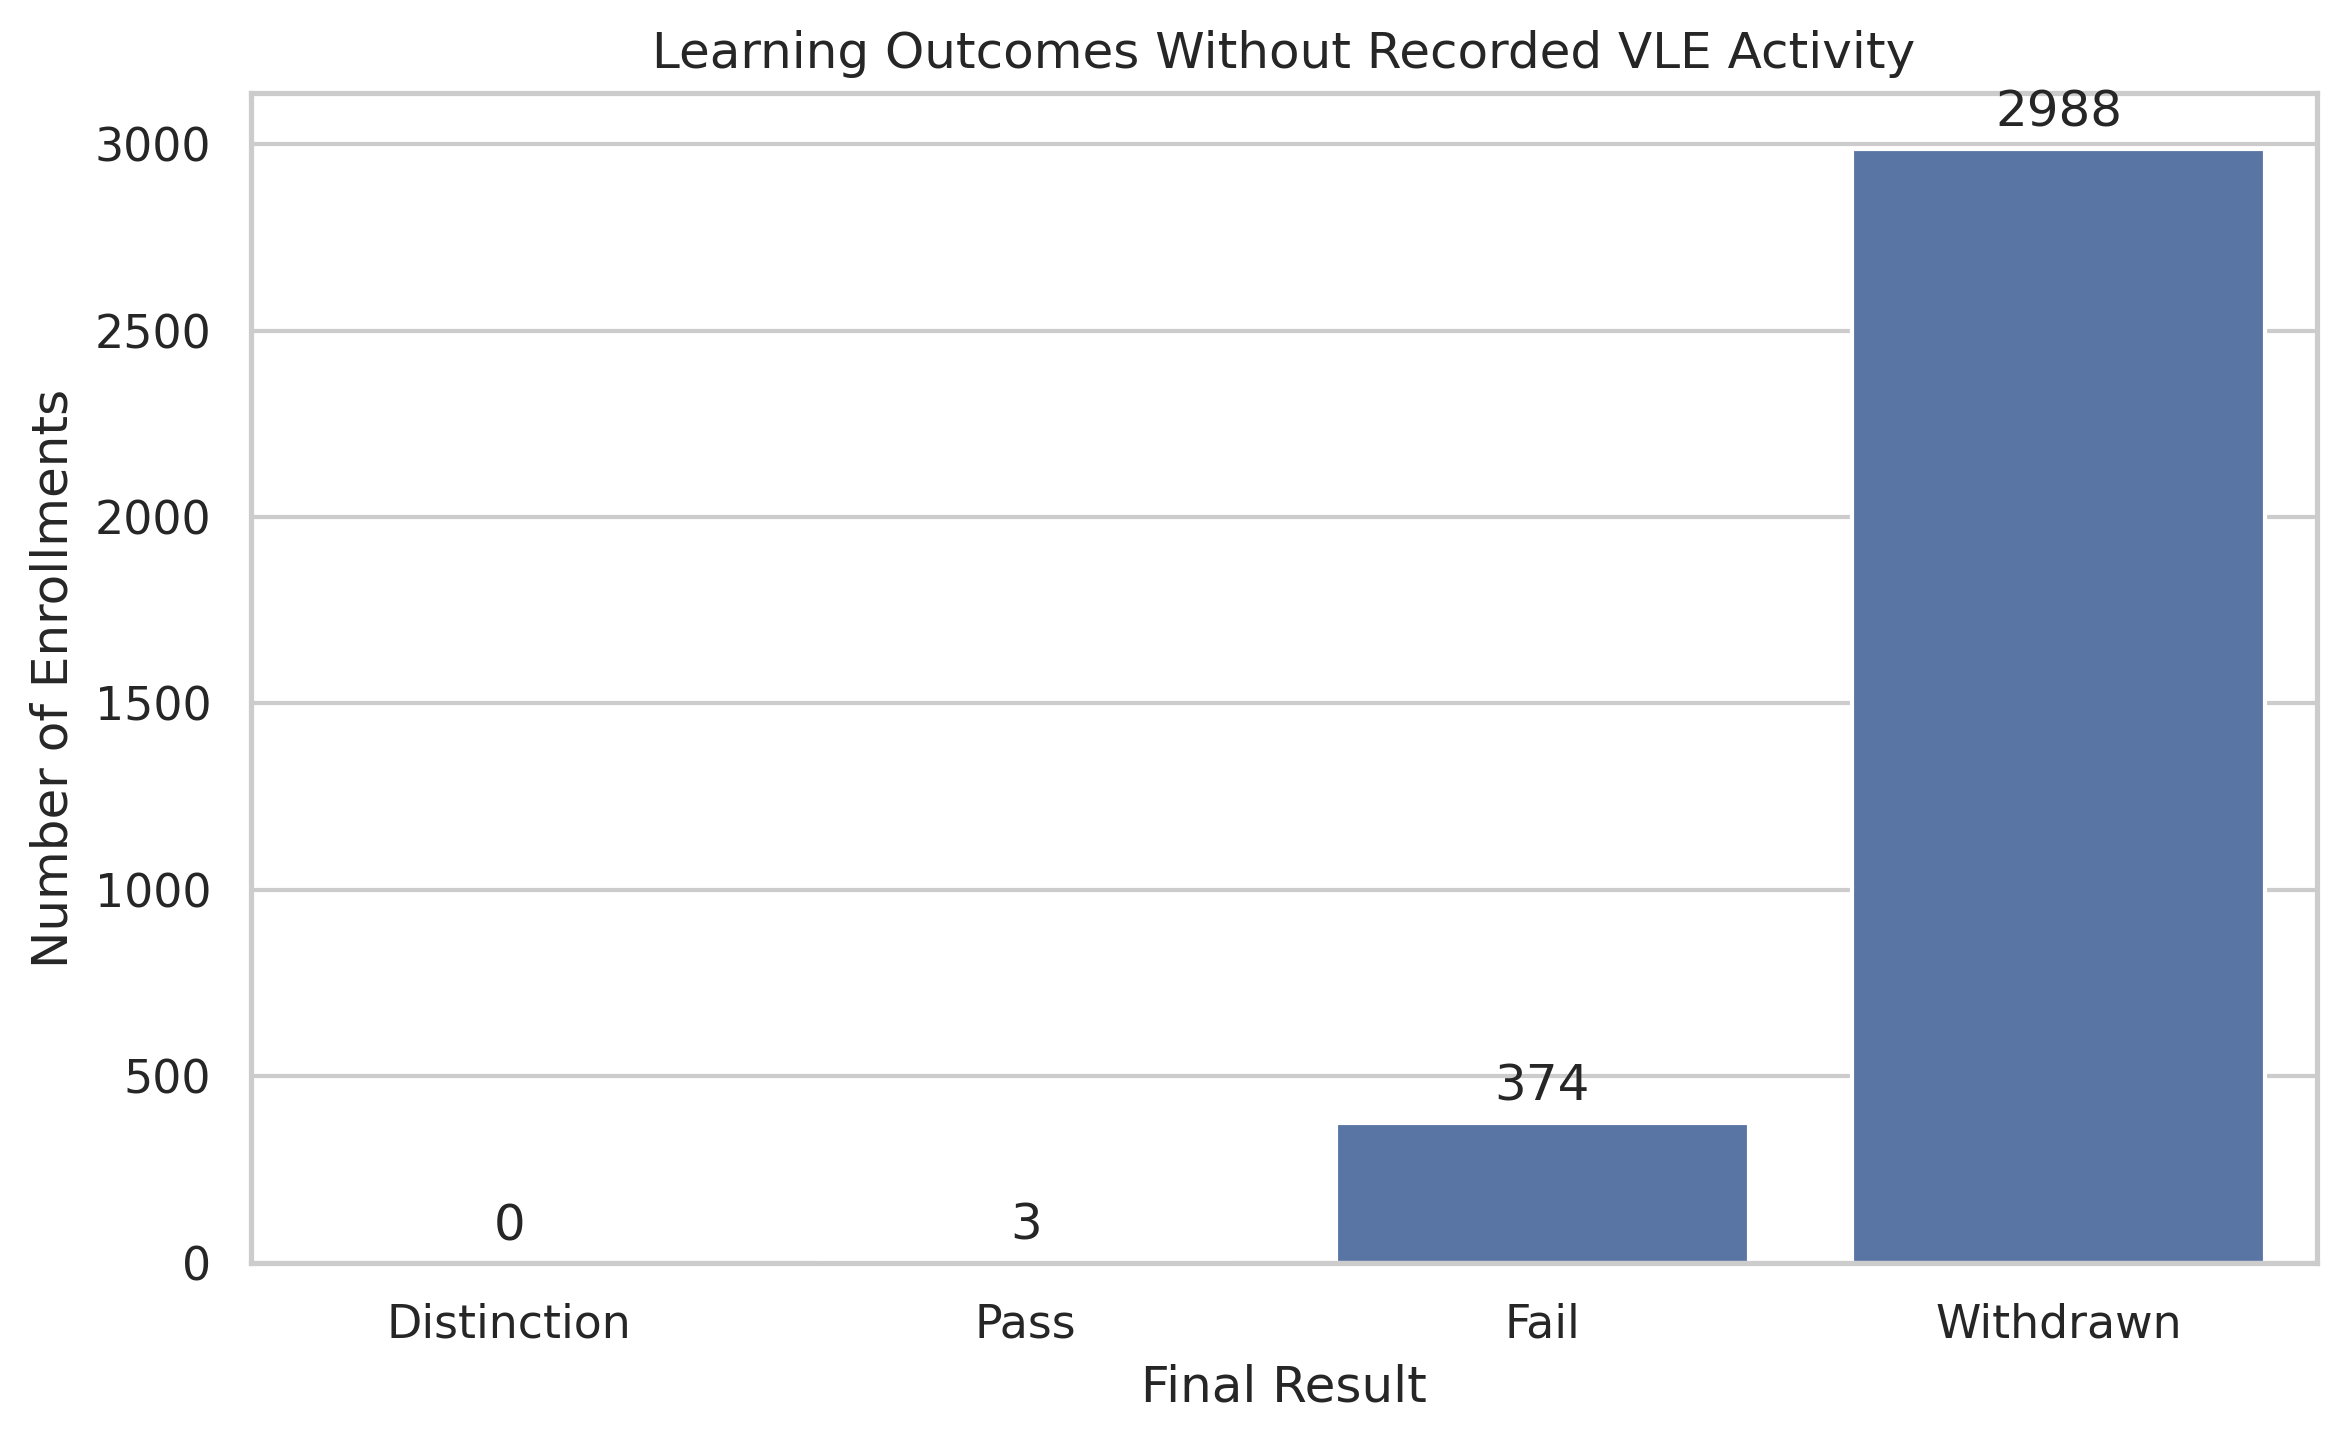 Learning Outcomes Without Recorded VLE Activity
2988
3000
2500
2000
1500
1000
500
0
Number of Enrollments
374
0
3
Distinction
Pass
Fail
Withdrawn
Final Result